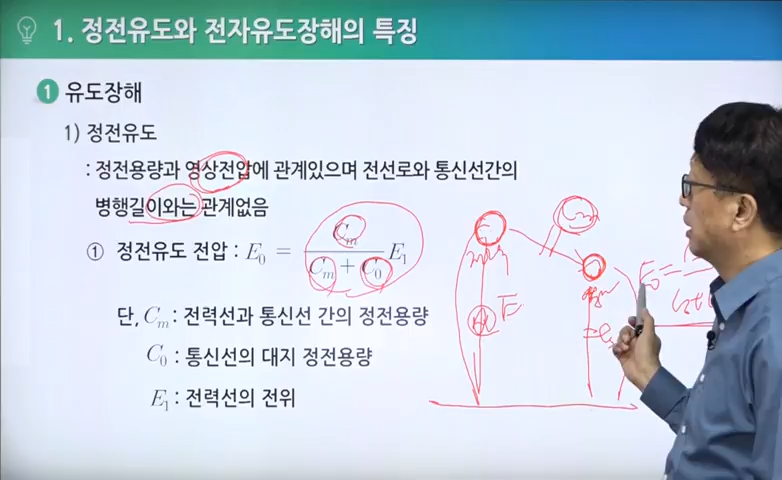 1. 정전유도와 전자유도장해의 특징
1 유도장해
1) 정전유도
: 정전용량과 영상전압에 관계있으며 전선로와 통신선간의
병행길이와는 관계없음
① 정전유도 전압 : E₀ = Cₘ / (Cₘ + C₀) E₁
단, Cₘ : 전력선과 통신선 간의 정전용량
C₀ : 통신선의 대지 정전용량
E₁ : 전력선의 전위
Cm
E
E₀ =